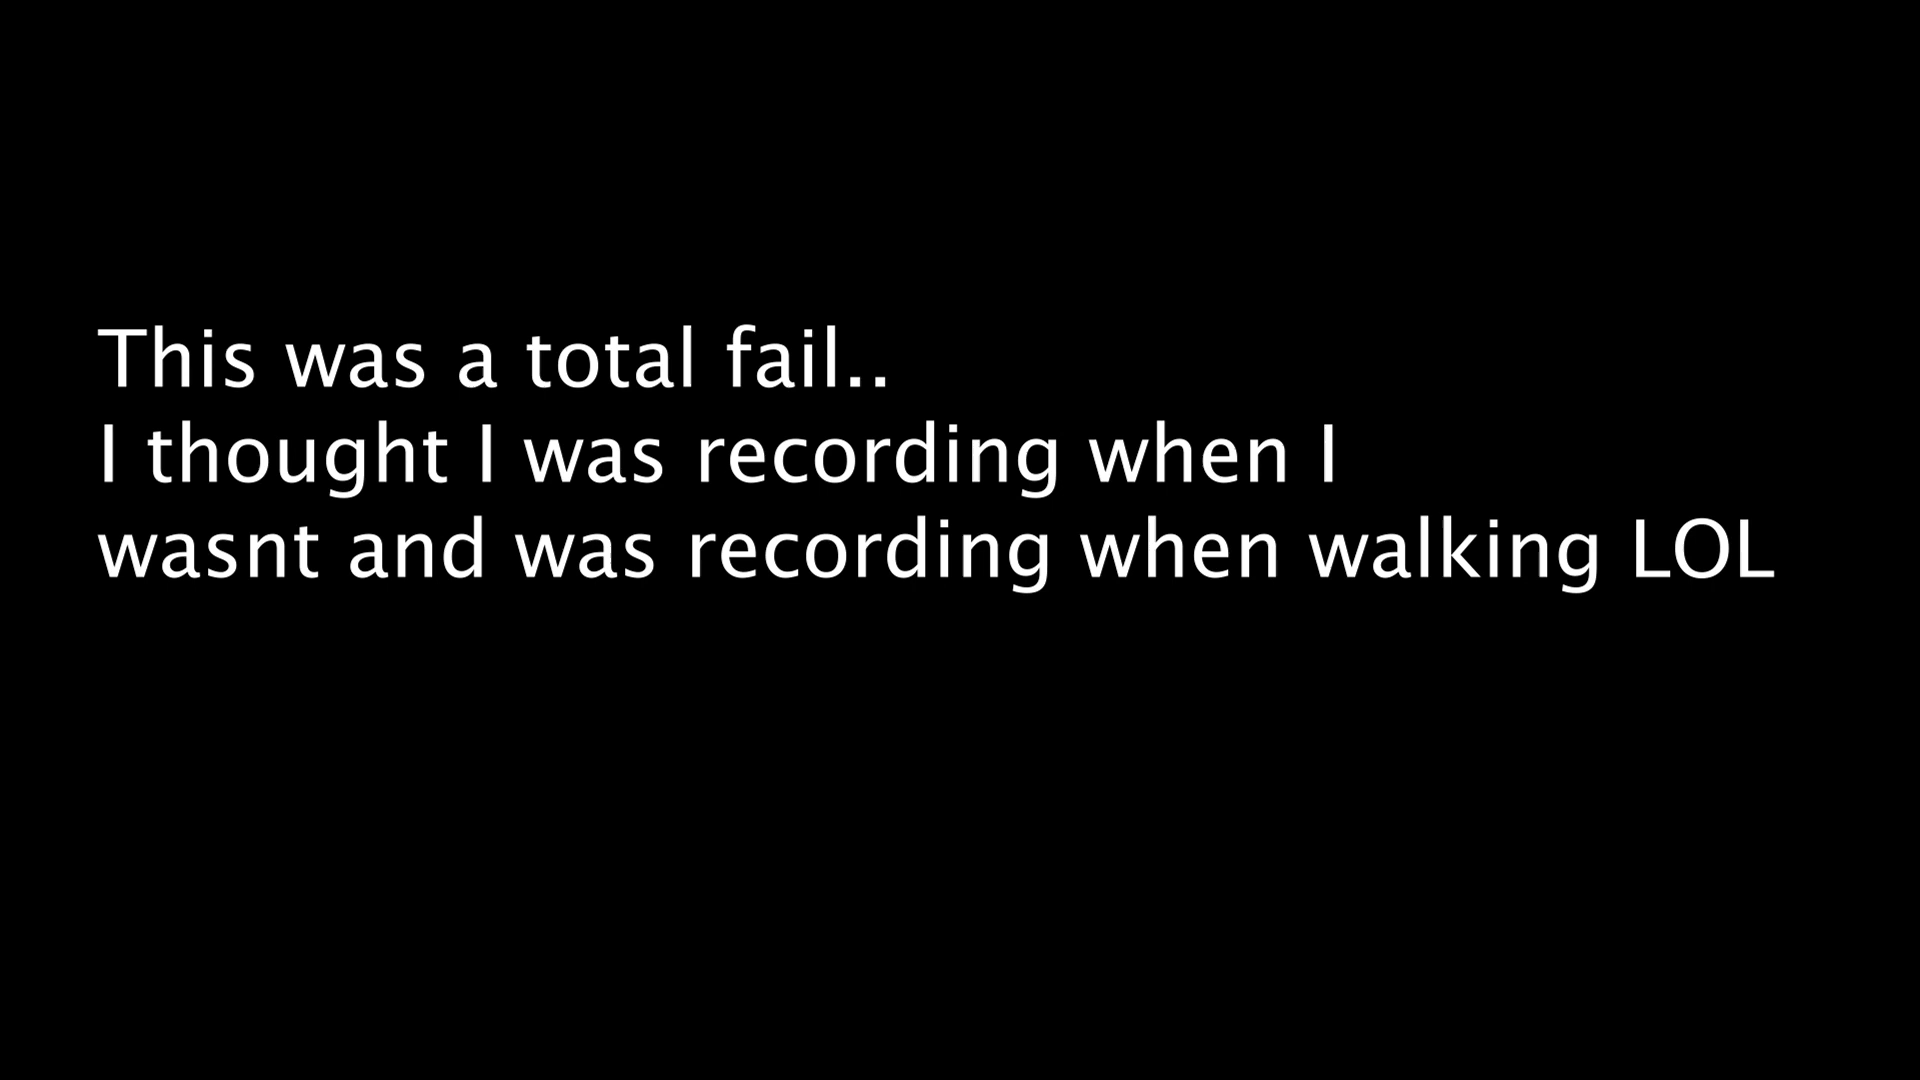 This was a total fail..
I thought I was recording when I
wasnt and was recording when walking LOL